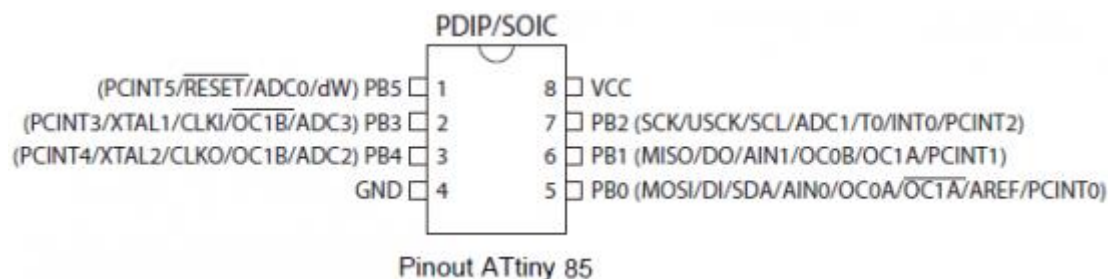 PDIP/SOIC
(PCINT5/RESET/ADC0/dW) PB5 1 8 VCC
(PCINT3/XTAL1/CLKI/OC1B/ADC3) PB3 2 7 PB2 (SCK/USCK/SCL/ADC1/T0/INT0/PCINT2)
(PCINT4/XTAL2/CLKO/OC1B/ADC2) PB4 3 6 PB1 (MISO/DO/AIN1/OC0B/OC1A/PCINT1)
GND 4 5 PB0 (MOSI/DI/SDA/AIN0/OC0A/OC1A/AREF/PCINT0)
Pinout ATtiny 85